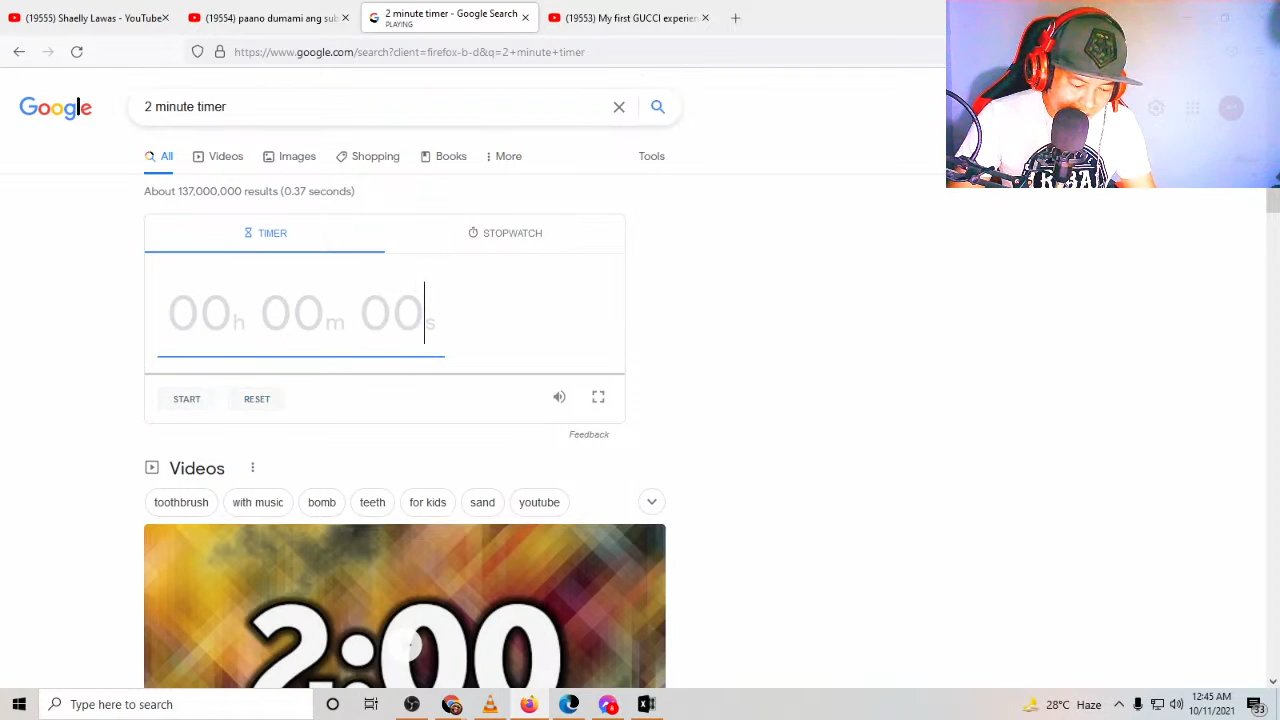 (19555) Shaelly Lawas - YouTube
(19554) paano dumami ang sub
2 minute timer - Google Search
PLAYING
(19553) My first GUCCI experien
https://www.google.com/search?client=firefox-b-d&q=2+minute+timer
Google
2 minute timer
All
Videos
Images
Shopping
Books
More
Tools
About 137,000,000 results (0.37 seconds)
TIMER
STOPWATCH
00h 00m 00s
START
RESET
Feedback
Videos
toothbrush
with music
bomb
teeth
for kids
sand
youtube
2:00
Type here to search
28°C Haze
12:45 AM
10/11/2021
33